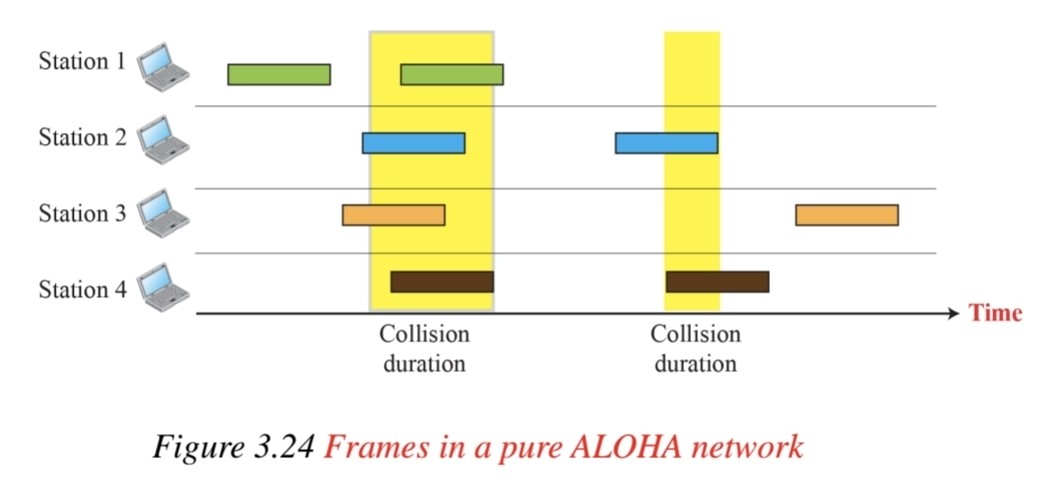 Station 1
Station 2
Station 3
Station 4
Time
Collision
duration
Collision
duration
Figure 3.24 Frames in a pure ALOHA network